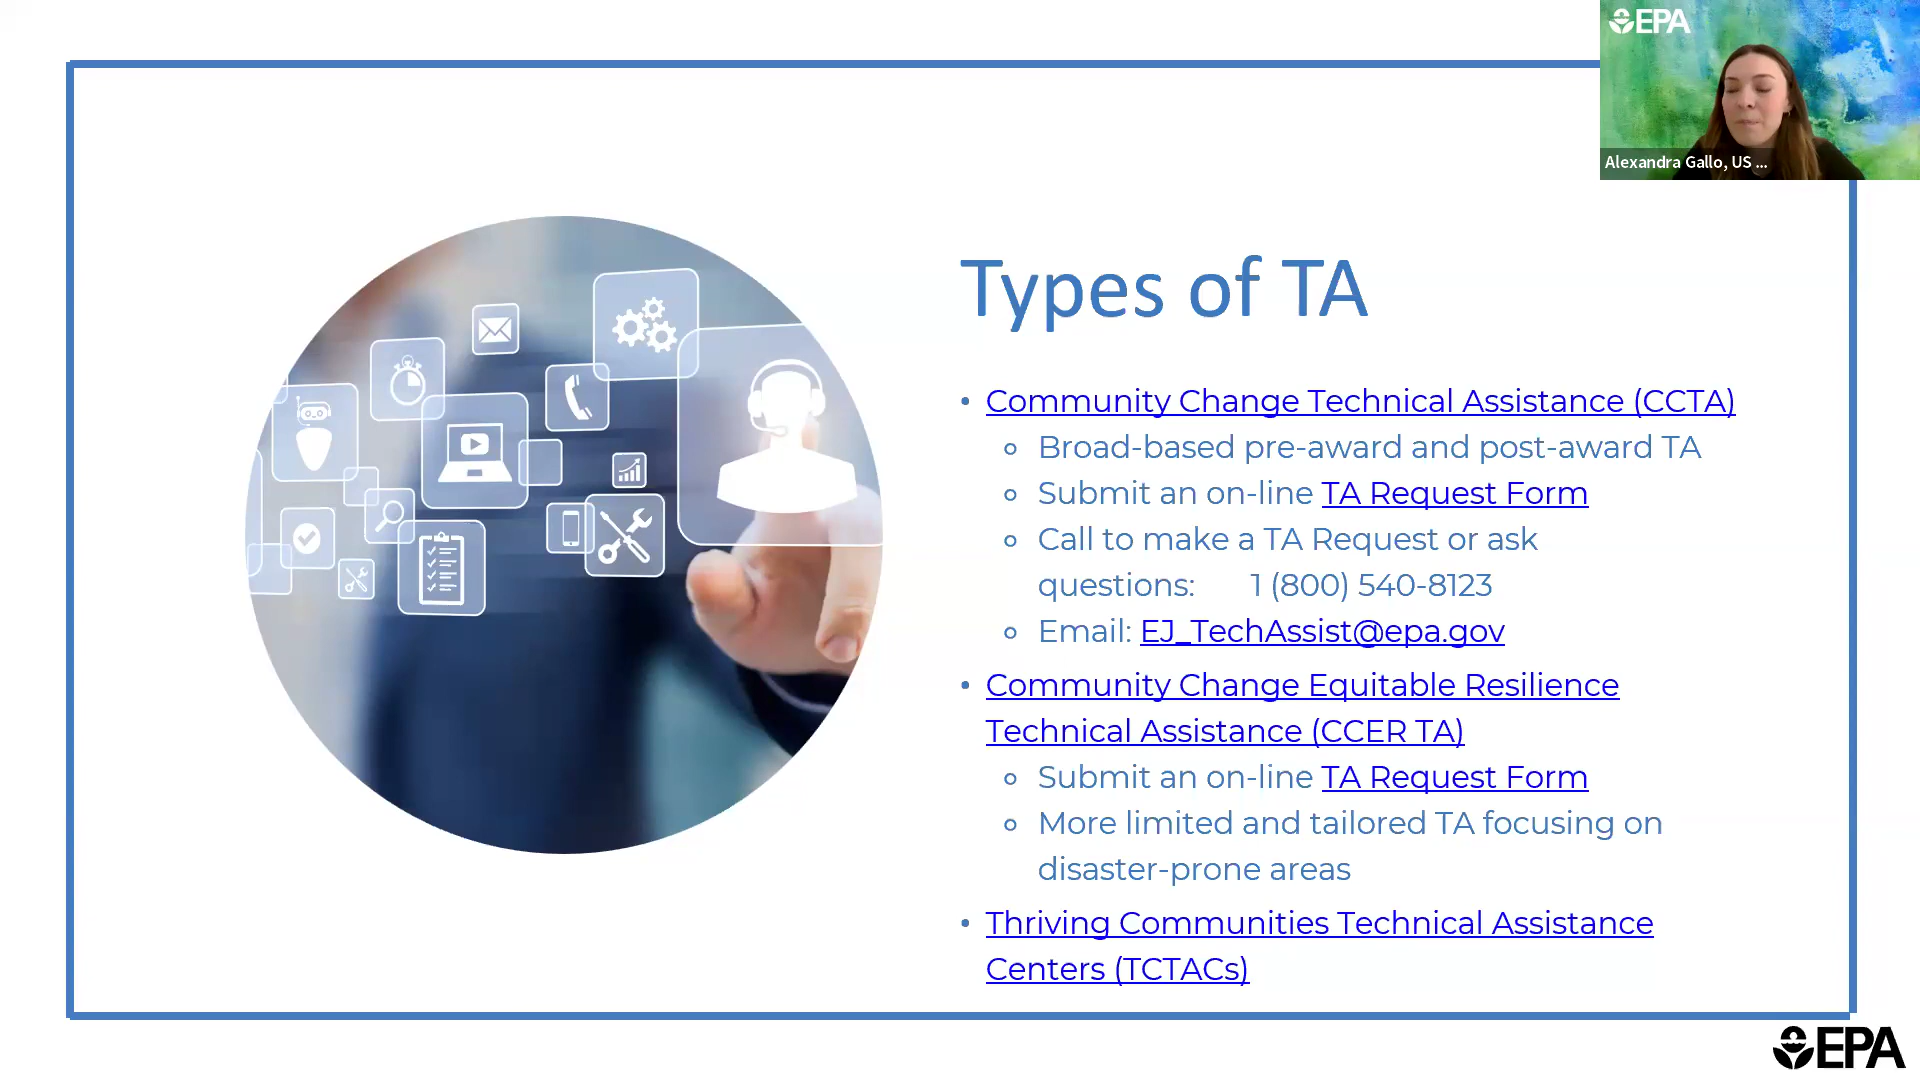 EPA
Alexandra Gallo, US ...
Types of TA
• Community Change Technical Assistance (CCTA)
○ Broad-based pre-award and post-award TA
○ Submit an on-line TA Request Form
○ Call to make a TA Request or ask
questions: 1 (800) 540-8123
○ Email: EJ_TechAssist@epa.gov
• Community Change Equitable Resilience
Technical Assistance (CCER TA)
○ Submit an on-line TA Request Form
○ More limited and tailored TA focusing on
disaster-prone areas
• Thriving Communities Technical Assistance
Centers (TCTACs)
EPA